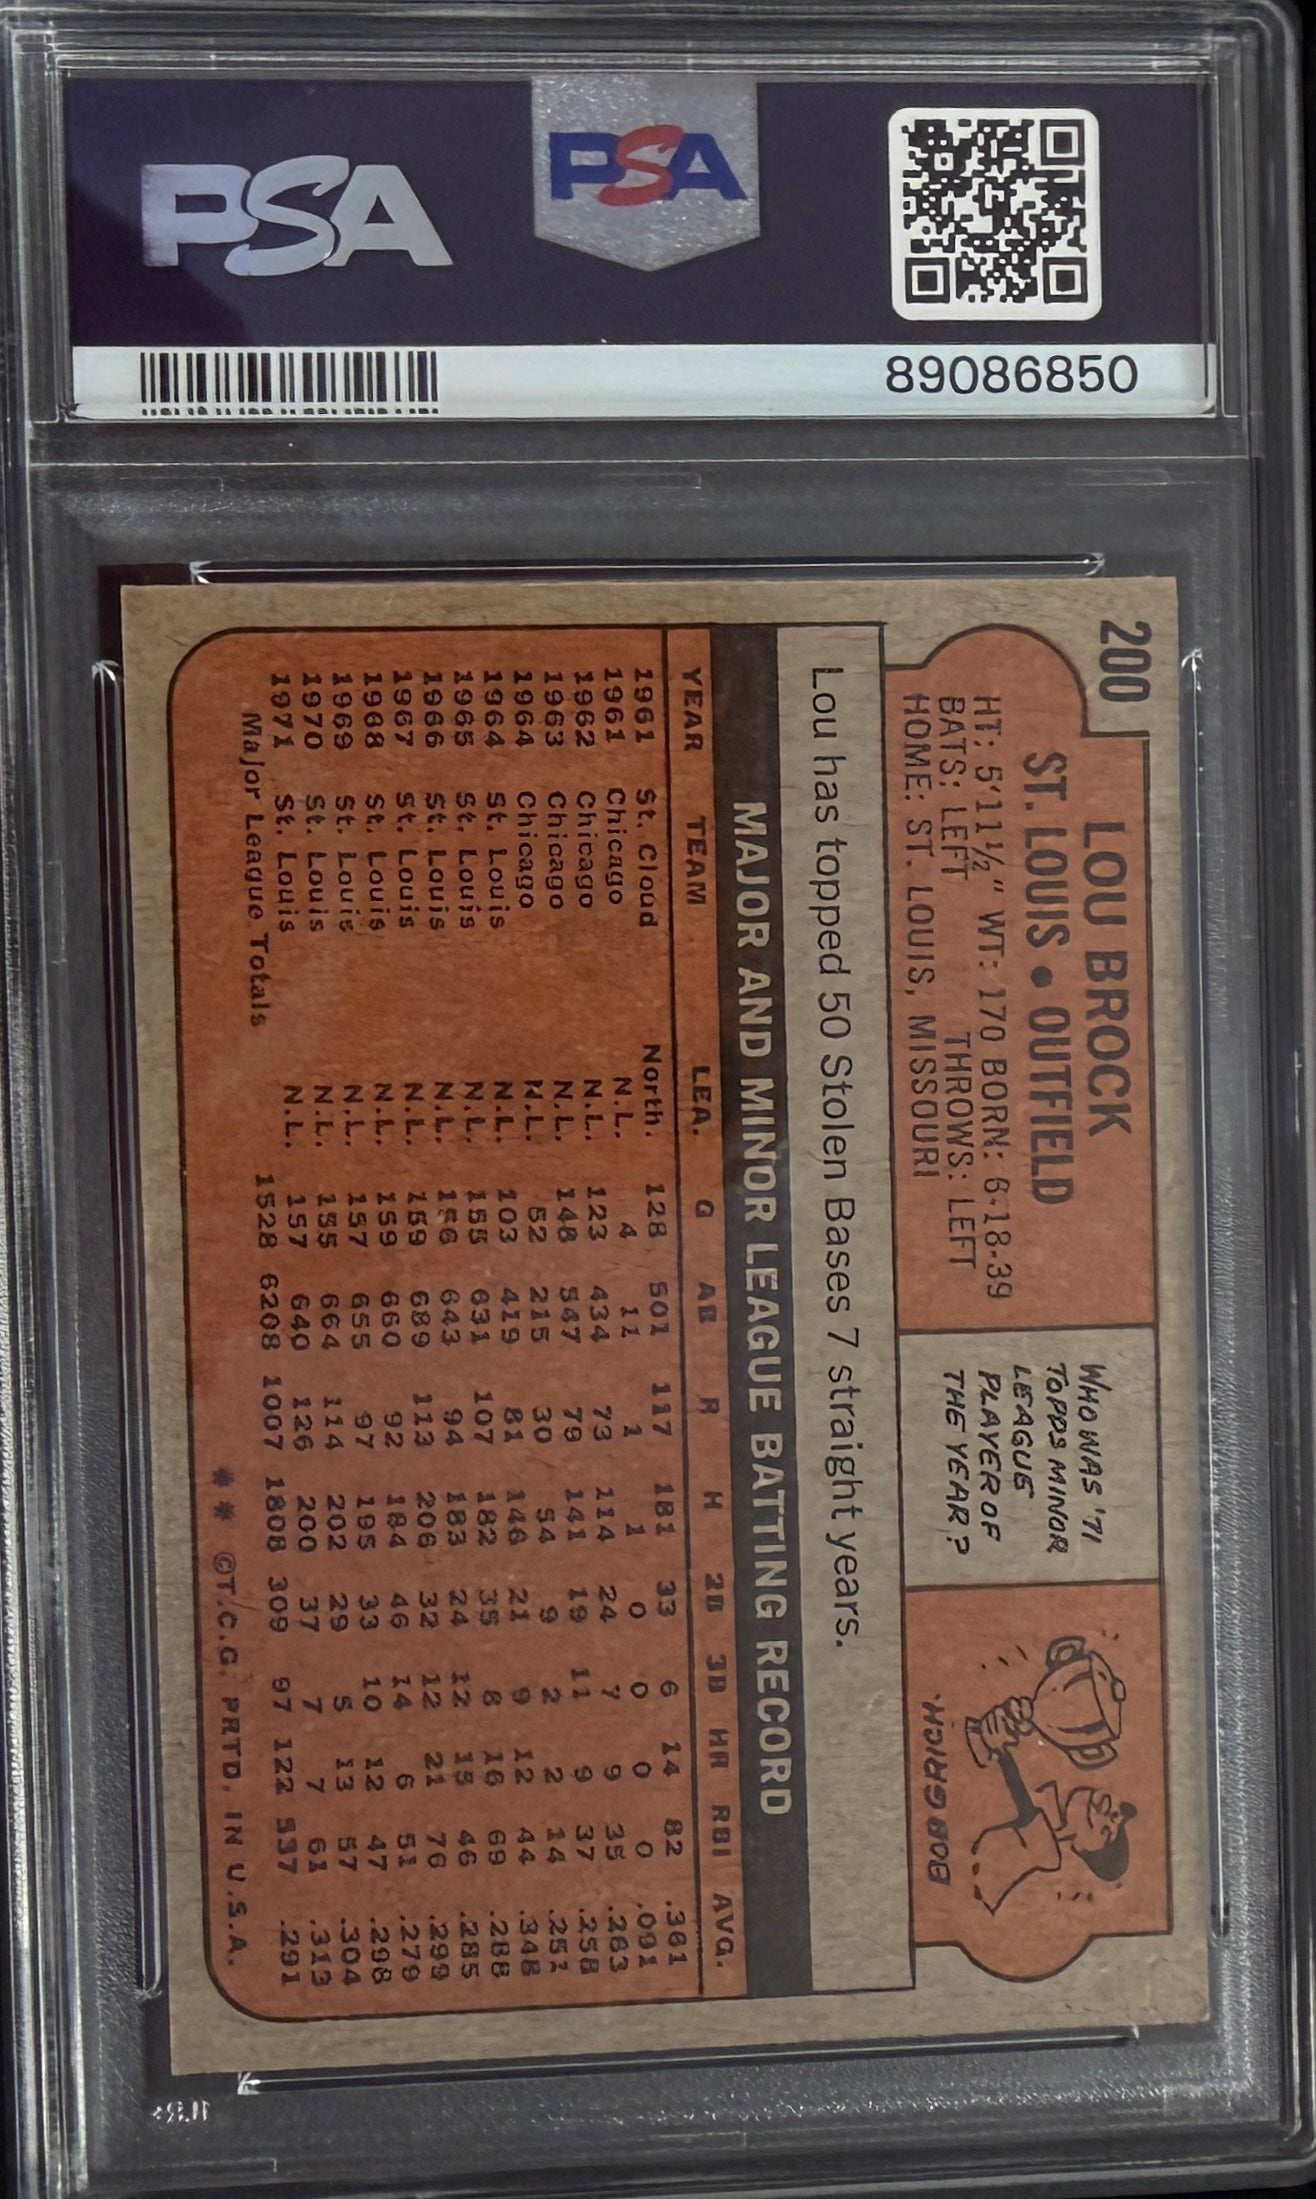 PSA
PSA
89086850
200
LOU BROCK
ST. LOUIS • OUTFIELD
HT: 5'11½" WT: 170 BORN: 6-18-39
BATS: LEFT THROWS: LEFT
HOME: ST. LOUIS, MISSOURI
WHO WAS '71
TOPPS MINOR
LEAGUE
PLAYER OF
THE YEAR?
BOB GRICH.
Lou has topped 50 Stolen Bases 7 straight years.
MAJOR AND MINOR LEAGUE BATTING RECORD
YEAR TEAM LEA. G AB R H 2B 3B HR RBI AVG.
1961 St. Cloud North. 128 501 117 181 33 6 14 82 .361
1961 Chicago N.L. 4 11 1 1 0 0 0 0 .091
1962 Chicago N.L. 123 434 73 114 24 7 9 35 .263
1963 Chicago N.L. 148 547 79 141 19 11 9 37 .258
1964 Chicago N.L. 52 215 30 54 9 2 2 14 .251
1964 St. Louis N.L. 103 419 81 146 21 9 12 44 .348
1965 St. Louis N.L. 155 631 107 182 35 8 16 69 .288
1966 St. Louis N.L. 156 643 94 183 24 12 15 46 .285
1967 St. Louis N.L. 159 689 113 206 32 12 21 76 .299
1968 St. Louis N.L. 159 660 92 184 46 14 6 51 .279
1969 St. Louis N.L. 157 655 97 195 33 10 12 47 .298
1970 St. Louis N.L. 155 664 114 202 29 5 13 57 .304
1971 St. Louis N.L. 157 640 126 200 37 7 7 61 .313
Major League Totals 1528 6208 1007 1808 309 97 122 537 .291
** ©T.C.G. PRTD. IN U.S.A.